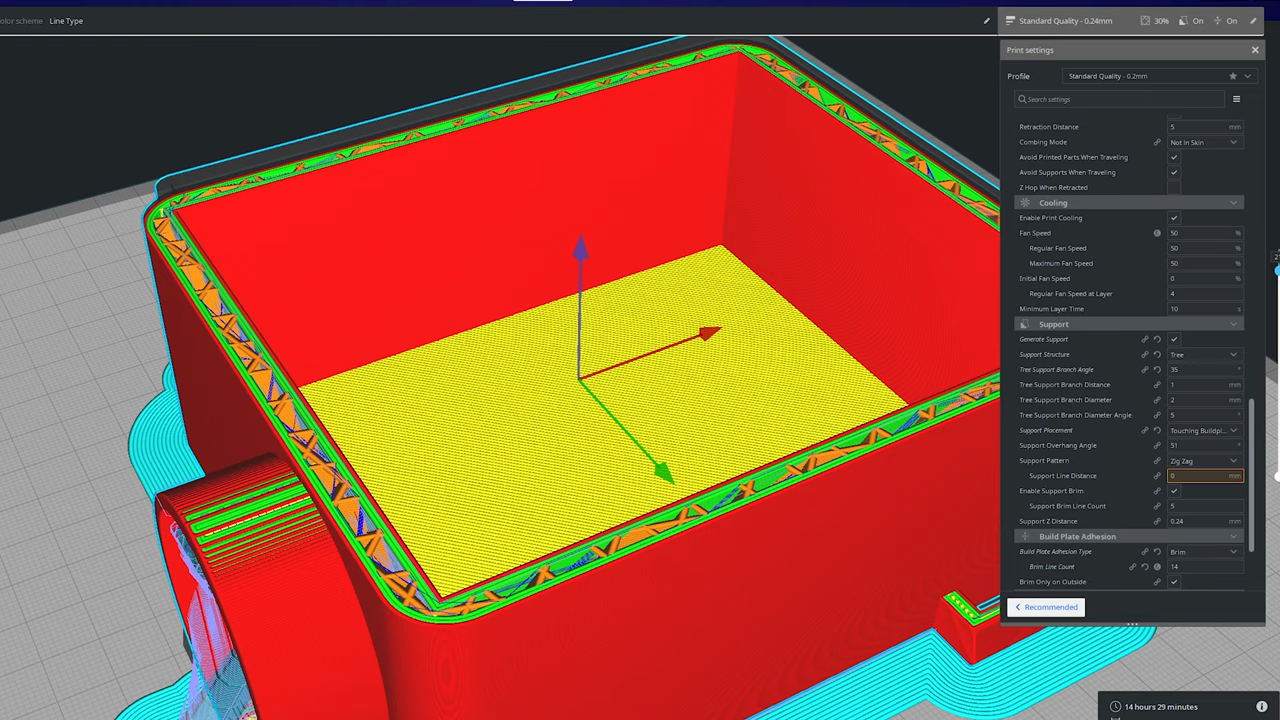 olor scheme Line Type
Standard Quality - 0.24mm 30% On On
Print settings
Profile Standard Quality - 0.2mm
Search settings
Retraction Distance 5 mm
Combing Mode Not in Skin
Avoid Printed Parts When Traveling
Avoid Supports When Traveling
Z Hop When Retracted
Cooling
Enable Print Cooling
Fan Speed 50 %
Regular Fan Speed 50 %
Maximum Fan Speed 50 %
Initial Fan Speed 0 %
Regular Fan Speed at Layer 4
Minimum Layer Time 10 s
Support
Generate Support
Support Structure Tree
Tree Support Branch Angle 35 °
Tree Support Branch Distance 1 mm
Tree Support Branch Diameter 2 mm
Tree Support Branch Diameter Angle 5 °
Support Placement Touching Buildpl...
Support Overhang Angle 51 °
Support Pattern Zig Zag
Support Line Distance 0 mm
Enable Support Brim
Support Brim Line Count 5
Support Z Distance 0.24 mm
Build Plate Adhesion
Build Plate Adhesion Type Brim
Brim Line Count 14
Brim Only on Outside
Recommended
14 hours 29 minutes